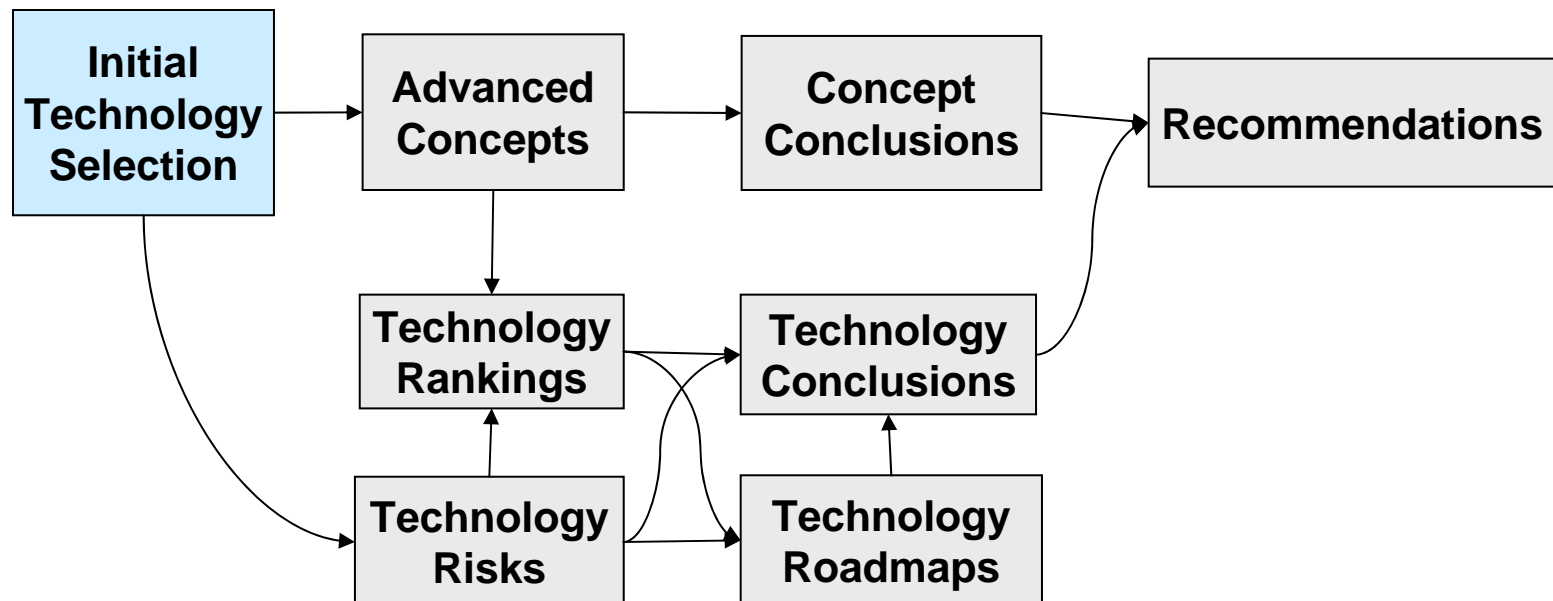 Initial
Technology
Selection
Advanced
Concepts
Concept
Conclusions
Recommendations
Technology
Rankings
Technology
Conclusions
Technology
Risks
Technology
Roadmaps